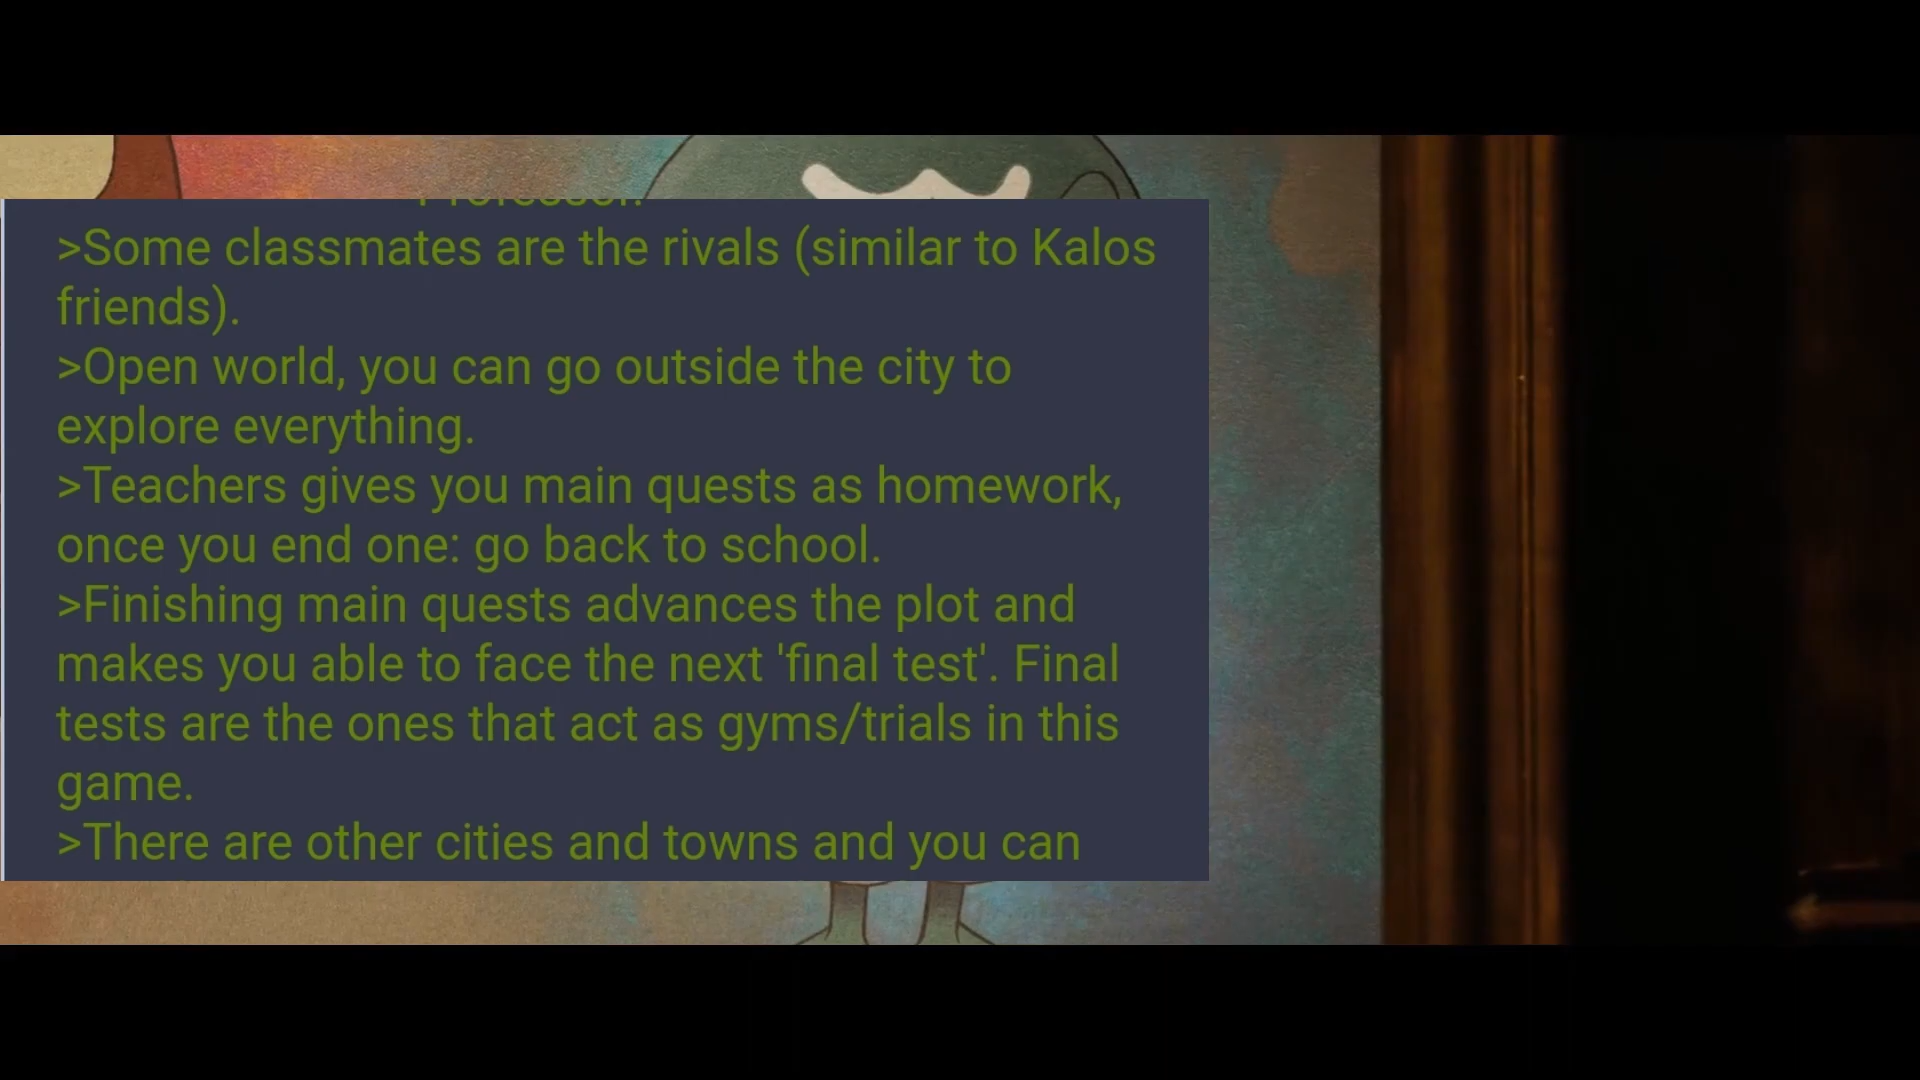 Professor.
>Some classmates are the rivals (similar to Kalos
friends).
>Open world, you can go outside the city to
explore everything.
>Teachers gives you main quests as homework,
once you end one: go back to school.
>Finishing main quests advances the plot and
makes you able to face the next 'final test'. Final
tests are the ones that act as gyms/trials in this
game.
>There are other cities and towns and you can